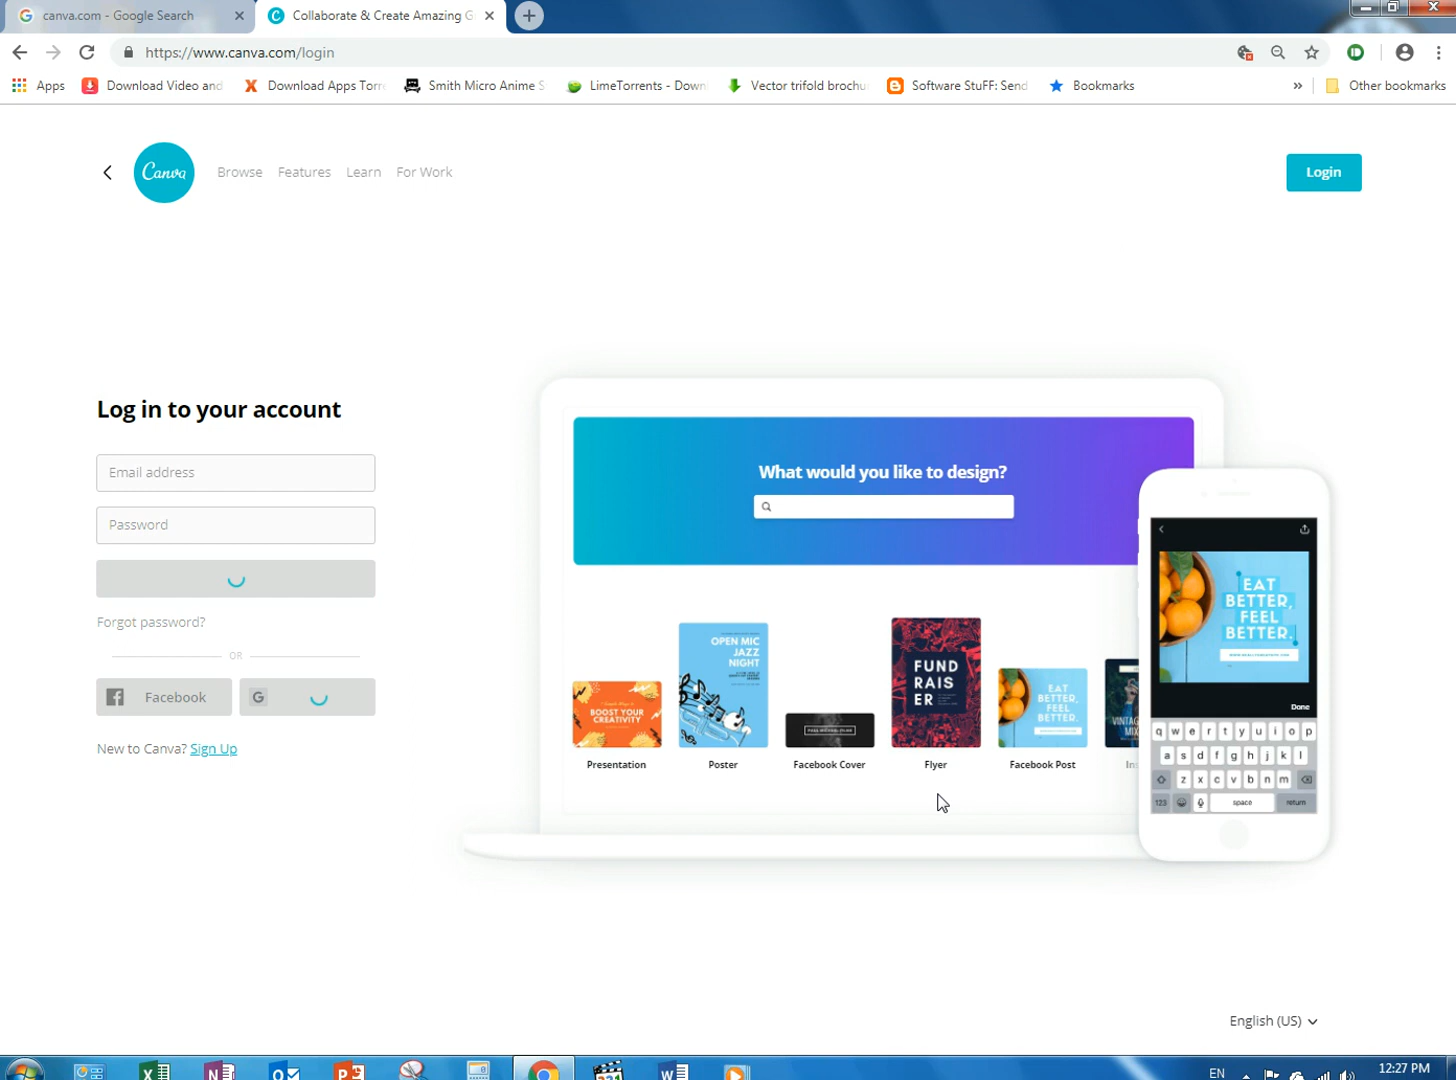 canva.com - Google Search
Collaborate & Create Amazing G
https://www.canva.com/login
Apps
Download Video and
Download Apps Torre
Smith Micro Anime S
LimeTorrents - Down
Vector trifold brochu
Software StuFF: Send
Bookmarks
»
Other bookmarks
Canva
Browse
Features
Learn
For Work
Login
Log in to your account
Email address
Password
Forgot password?
OR
Facebook
G
New to Canva? Sign Up
What would you like to design?
BOOST YOUR
CREATIVITY
OPEN MIC
JAZZ
NIGHT
FUND
RAIS
ER
EAT
BETTER,
FEEL
BETTER.
VINTAG
MIX
Presentation
Poster
Facebook Cover
Flyer
Facebook Post
In
EAT
BETTER,
FEEL
BETTER.
Done
q w e r t y u i o p
a s d f g h j k l
z x c v b n m
123
space
return
English (US)
EN
12:27 PM